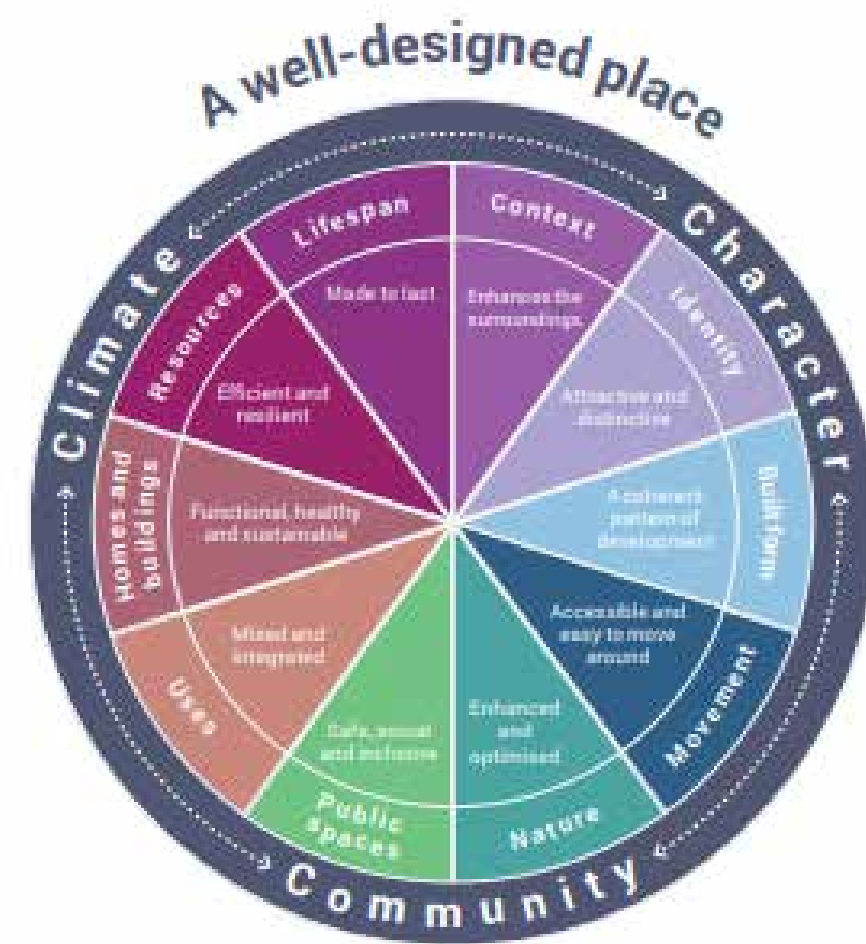 A well-designed place
Climate
Character
Community
Context
Enhances the
surroundings
Identity
Attractive and
distinctive
Built form
A coherent
pattern of
development
Movement
Accessible and
easy to move
around
Nature
Enhanced
and
optimised
Public
spaces
Safe, social
and inclusive
Uses
Mixed and
integrated
Homes and
buildings
Functional, healthy
and sustainable
Resources
Efficient and
resilient
Lifespan
Made to last